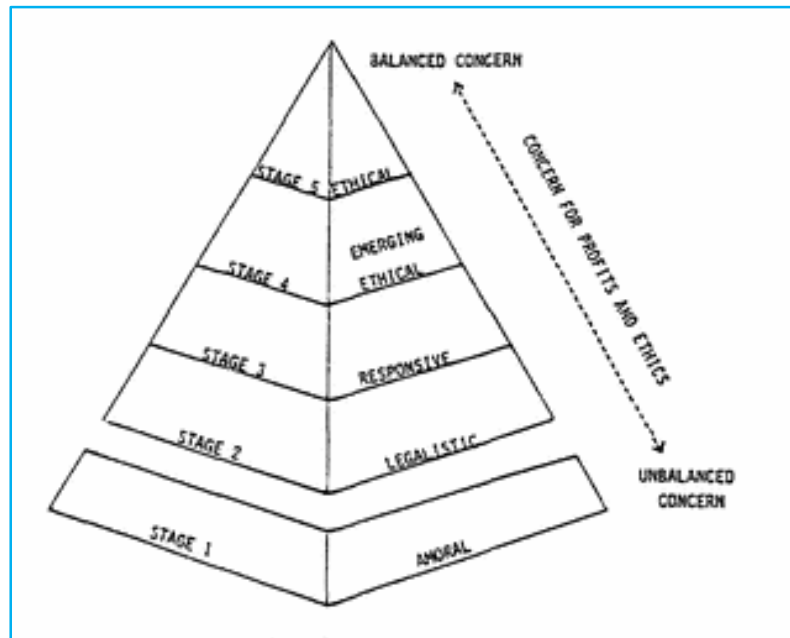 BALANCED CONCERN
CONCERN FOR PROFITS AND ETHICS
STAGE 5 ETHICAL
EMERGING
STAGE 4 ETHICAL
STAGE 3 RESPONSIVE
STAGE 2 LEGALISTIC
UNBALANCED
CONCERN
STAGE 1 AMORAL